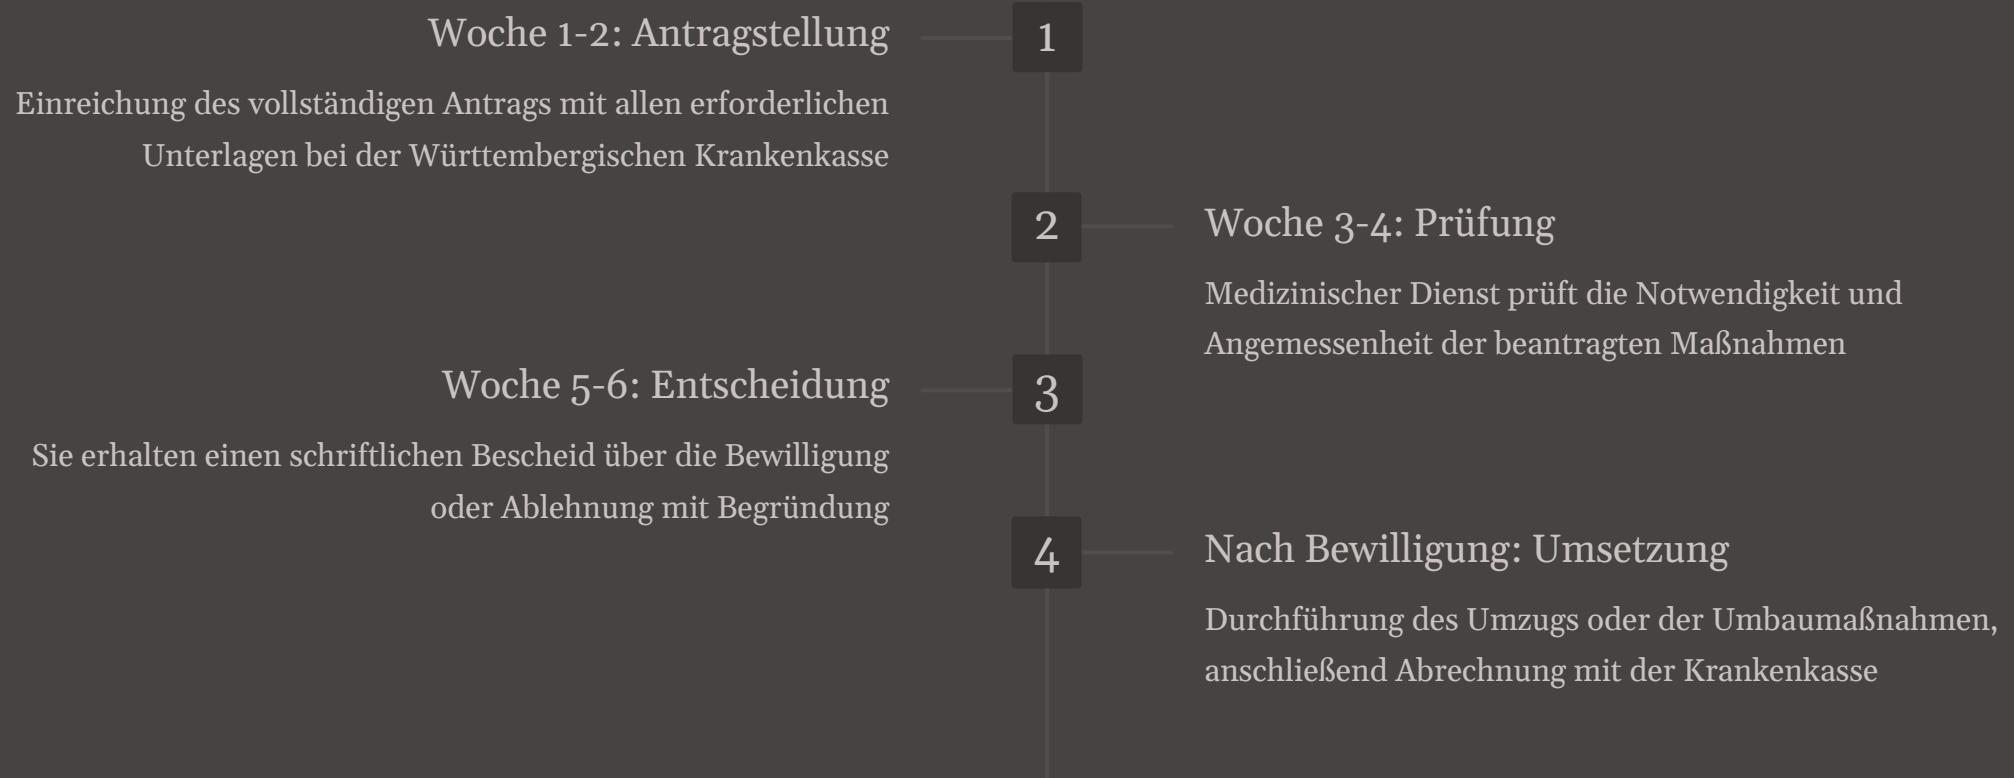 Woche 1-2: Antragstellung
1
Einreichung des vollständigen Antrags mit allen erforderlichen
Unterlagen bei der Württembergischen Krankenkasse
2
Woche 3-4: Prüfung
Medizinischer Dienst prüft die Notwendigkeit und
Angemessenheit der beantragten Maßnahmen
Woche 5-6: Entscheidung
3
Sie erhalten einen schriftlichen Bescheid über die Bewilligung
oder Ablehnung mit Begründung
4
Nach Bewilligung: Umsetzung
Durchführung des Umzugs oder der Umbaumaßnahmen,
anschließend Abrechnung mit der Krankenkasse